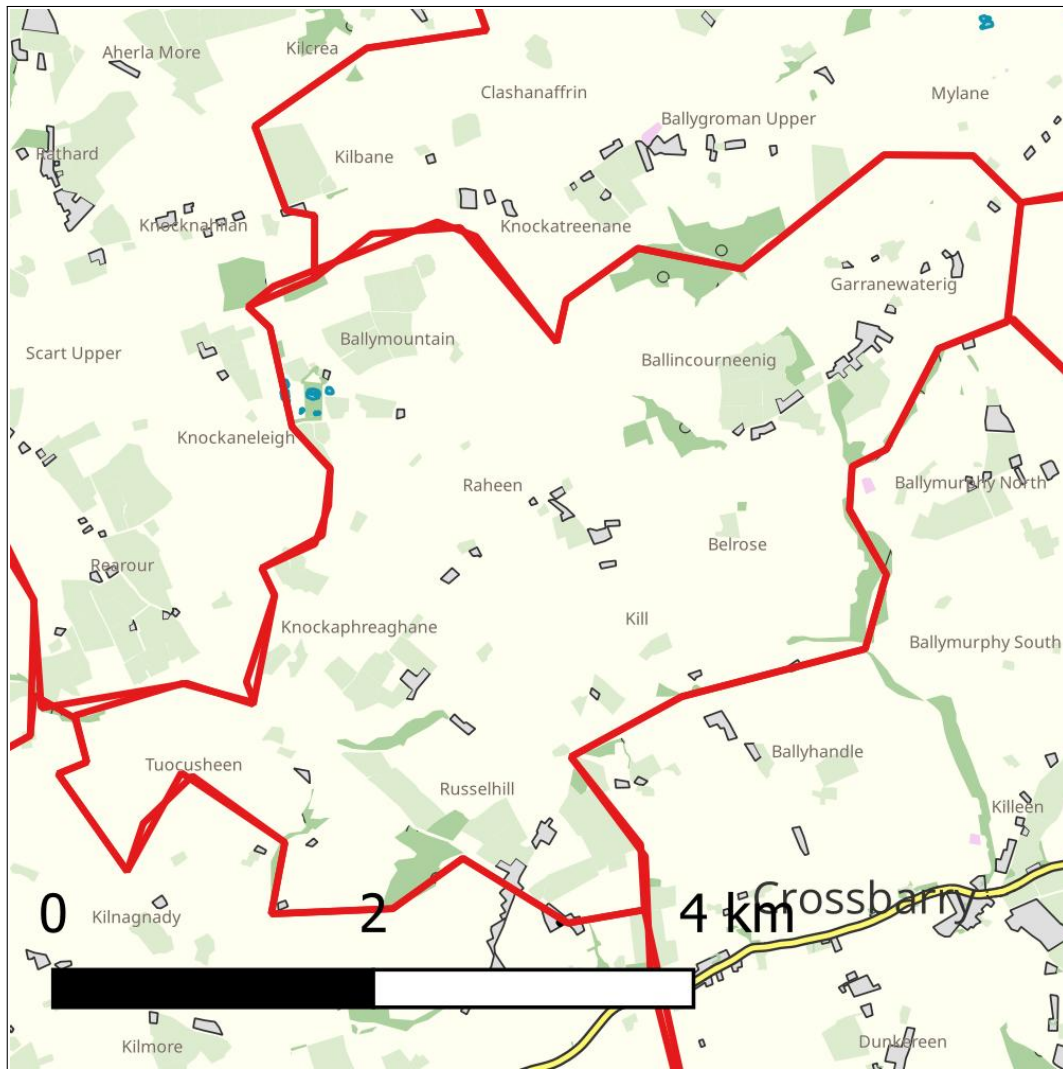 Aherla More
Kilcrea
Clashanaffrin
Mylane
Ballygroman Upper
Rathard
Kilbane
Knocknahilan
Knockatreenane
Garranewaterig
Scart Upper
Ballymountain
Ballincourneenig
Knockaneleigh
Raheen
Ballymurphy North
Belrose
Rearour
Knockaphreaghane
Kill
Ballymurphy South
Tuocusheen
Ballyhandle
Russelhill
Killeen
Crossbarry
Kilnagnady
0 2 4 km
Kilmore
Dunkereen